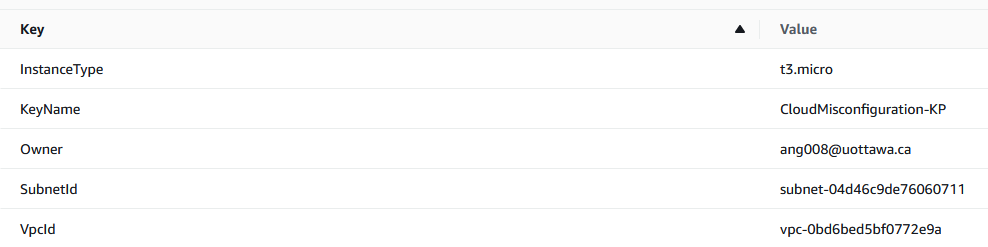 Key Value
InstanceType t3.micro
KeyName CloudMisconfiguration-KP
Owner ang008@uottawa.ca
SubnetId subnet-04d46c9de76060711
VpcId vpc-0bd6bed5bf0772e9a